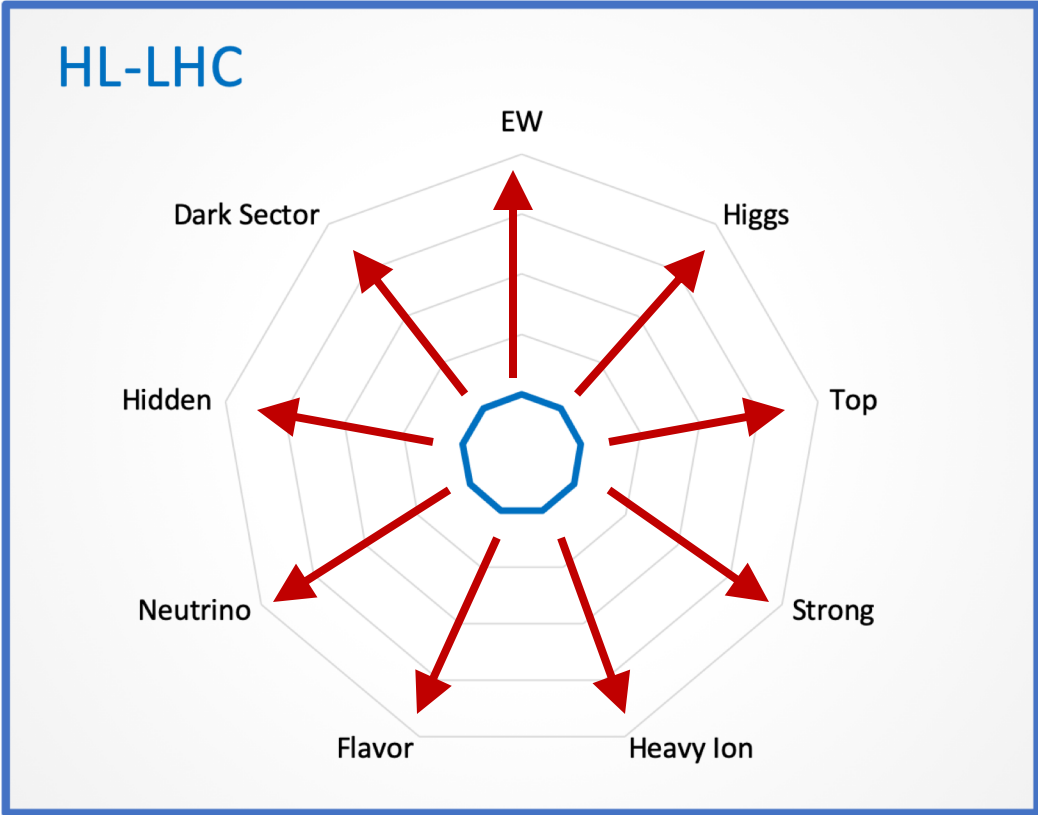 HL-LHC
EW
Dark Sector
Higgs
Hidden
Top
Neutrino
Strong
Flavor
Heavy Ion